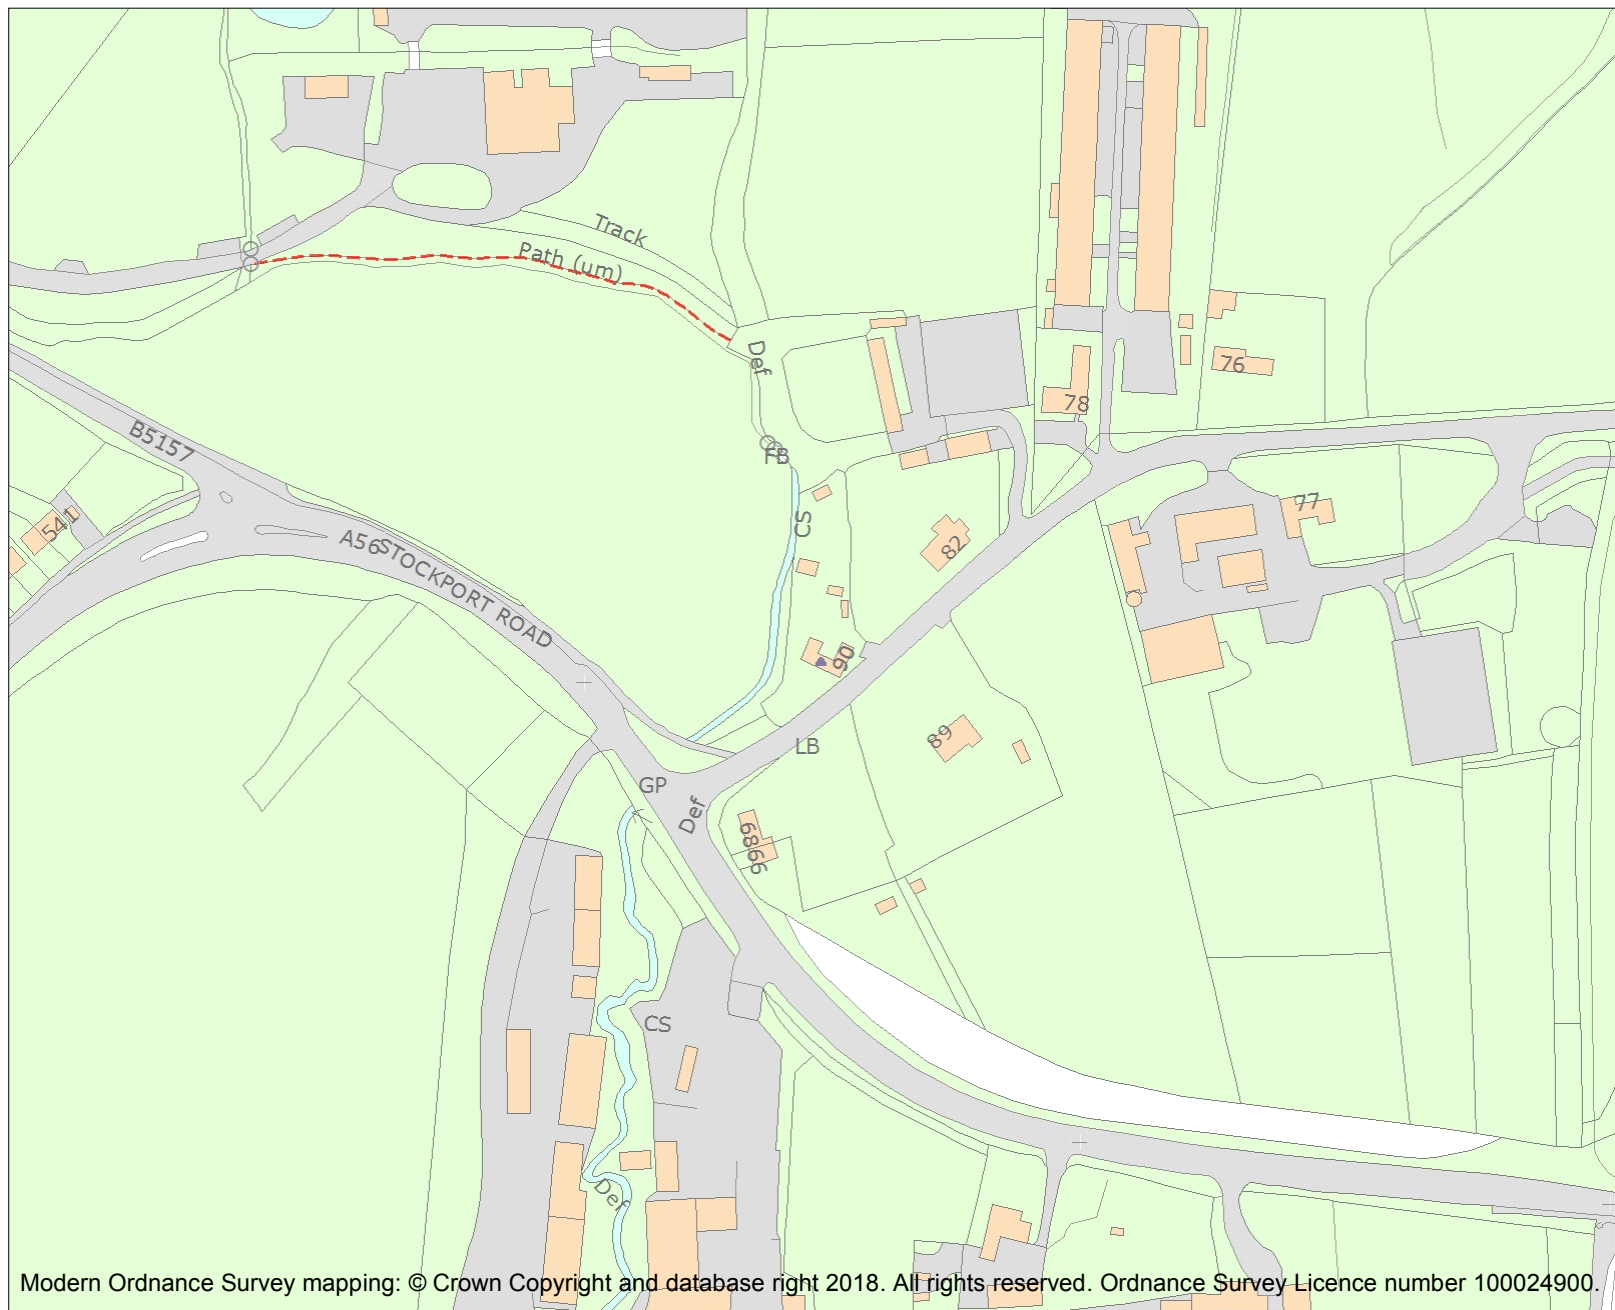 Track
Path (um)
Def
76
78
B5157
FB
77
541
CS
A56
STOCKPORT ROAD
82
90
89
LB
GP
Def
6866
CS
Def
Modern Ordnance Survey mapping: © Crown Copyright and database right 2018. All rights reserved. Ordnance Survey Licence number 100024900.